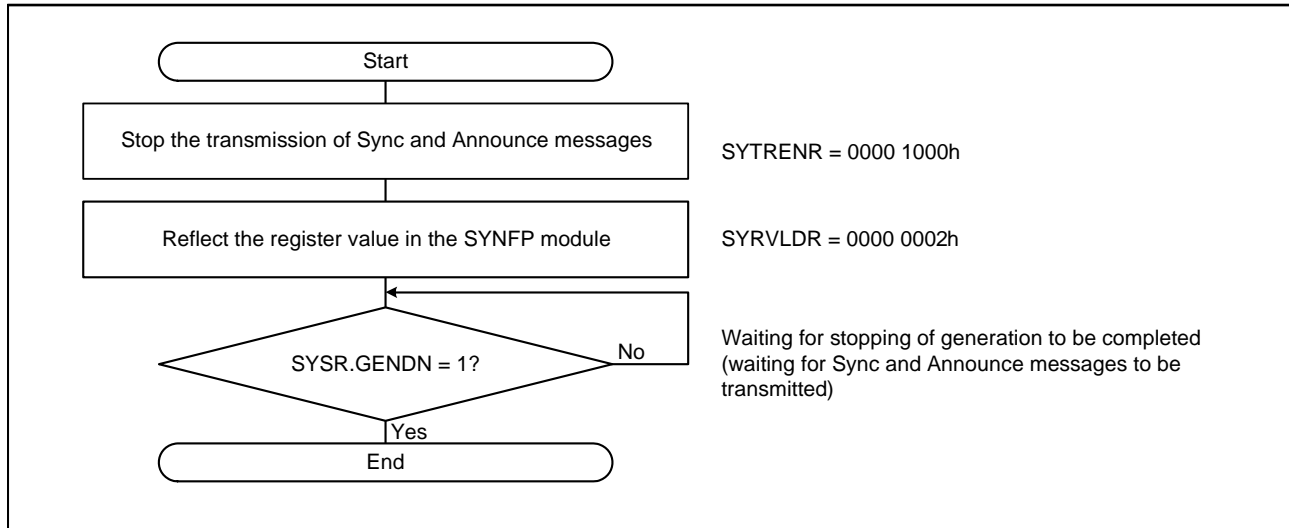 Start
Stop the transmission of Sync and Announce messages
SYTRENR = 0000 1000h
Reflect the register value in the SYNFP module
SYRVLDR = 0000 0002h
SYSR.GENDN = 1?
No
Waiting for stopping of generation to be completed
(waiting for Sync and Announce messages to be
transmitted)
Yes
End